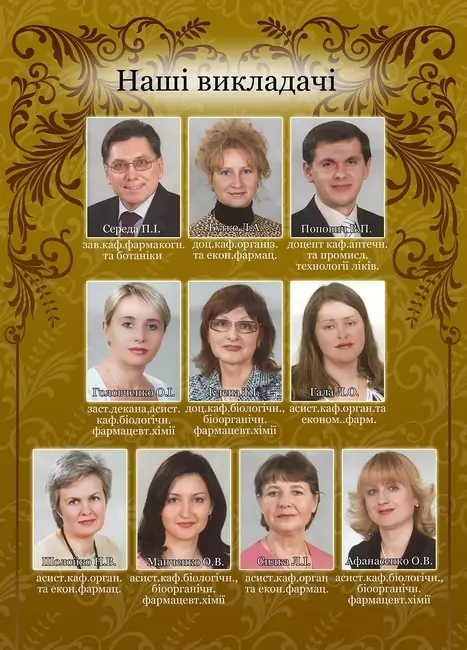 Наші викладачі
Середа П.І.
зав.каф.фармакогн.
та ботаніки
Бутко Л.А.
доц.каф.організ.
та екон.фармац.
Попович В.П.
доцент каф.аптечн.
та промисл.
технології ліків.
Головченко О.І.
заст.декана,асист.
каф.біологічн.
фармацевт.хімії
доц.каф.біологічн.,
біоорганічн.
фармацевт.хімії
Гала Л.О.
асист.каф.орган.та
економ..фарм.
Шолойко Н.В.
асист.каф.орган.
та екон.фармац.
Манченко О.В.
асист.каф.біологічн.,
біоорганічн.
фармацевт.хімії
Сятка Л.І.
асист.каф.орган
та екон.фармац.
Афанасенко О.В.
асист.каф.біологічн.,
біоорганічн.
фармацевт.хімії